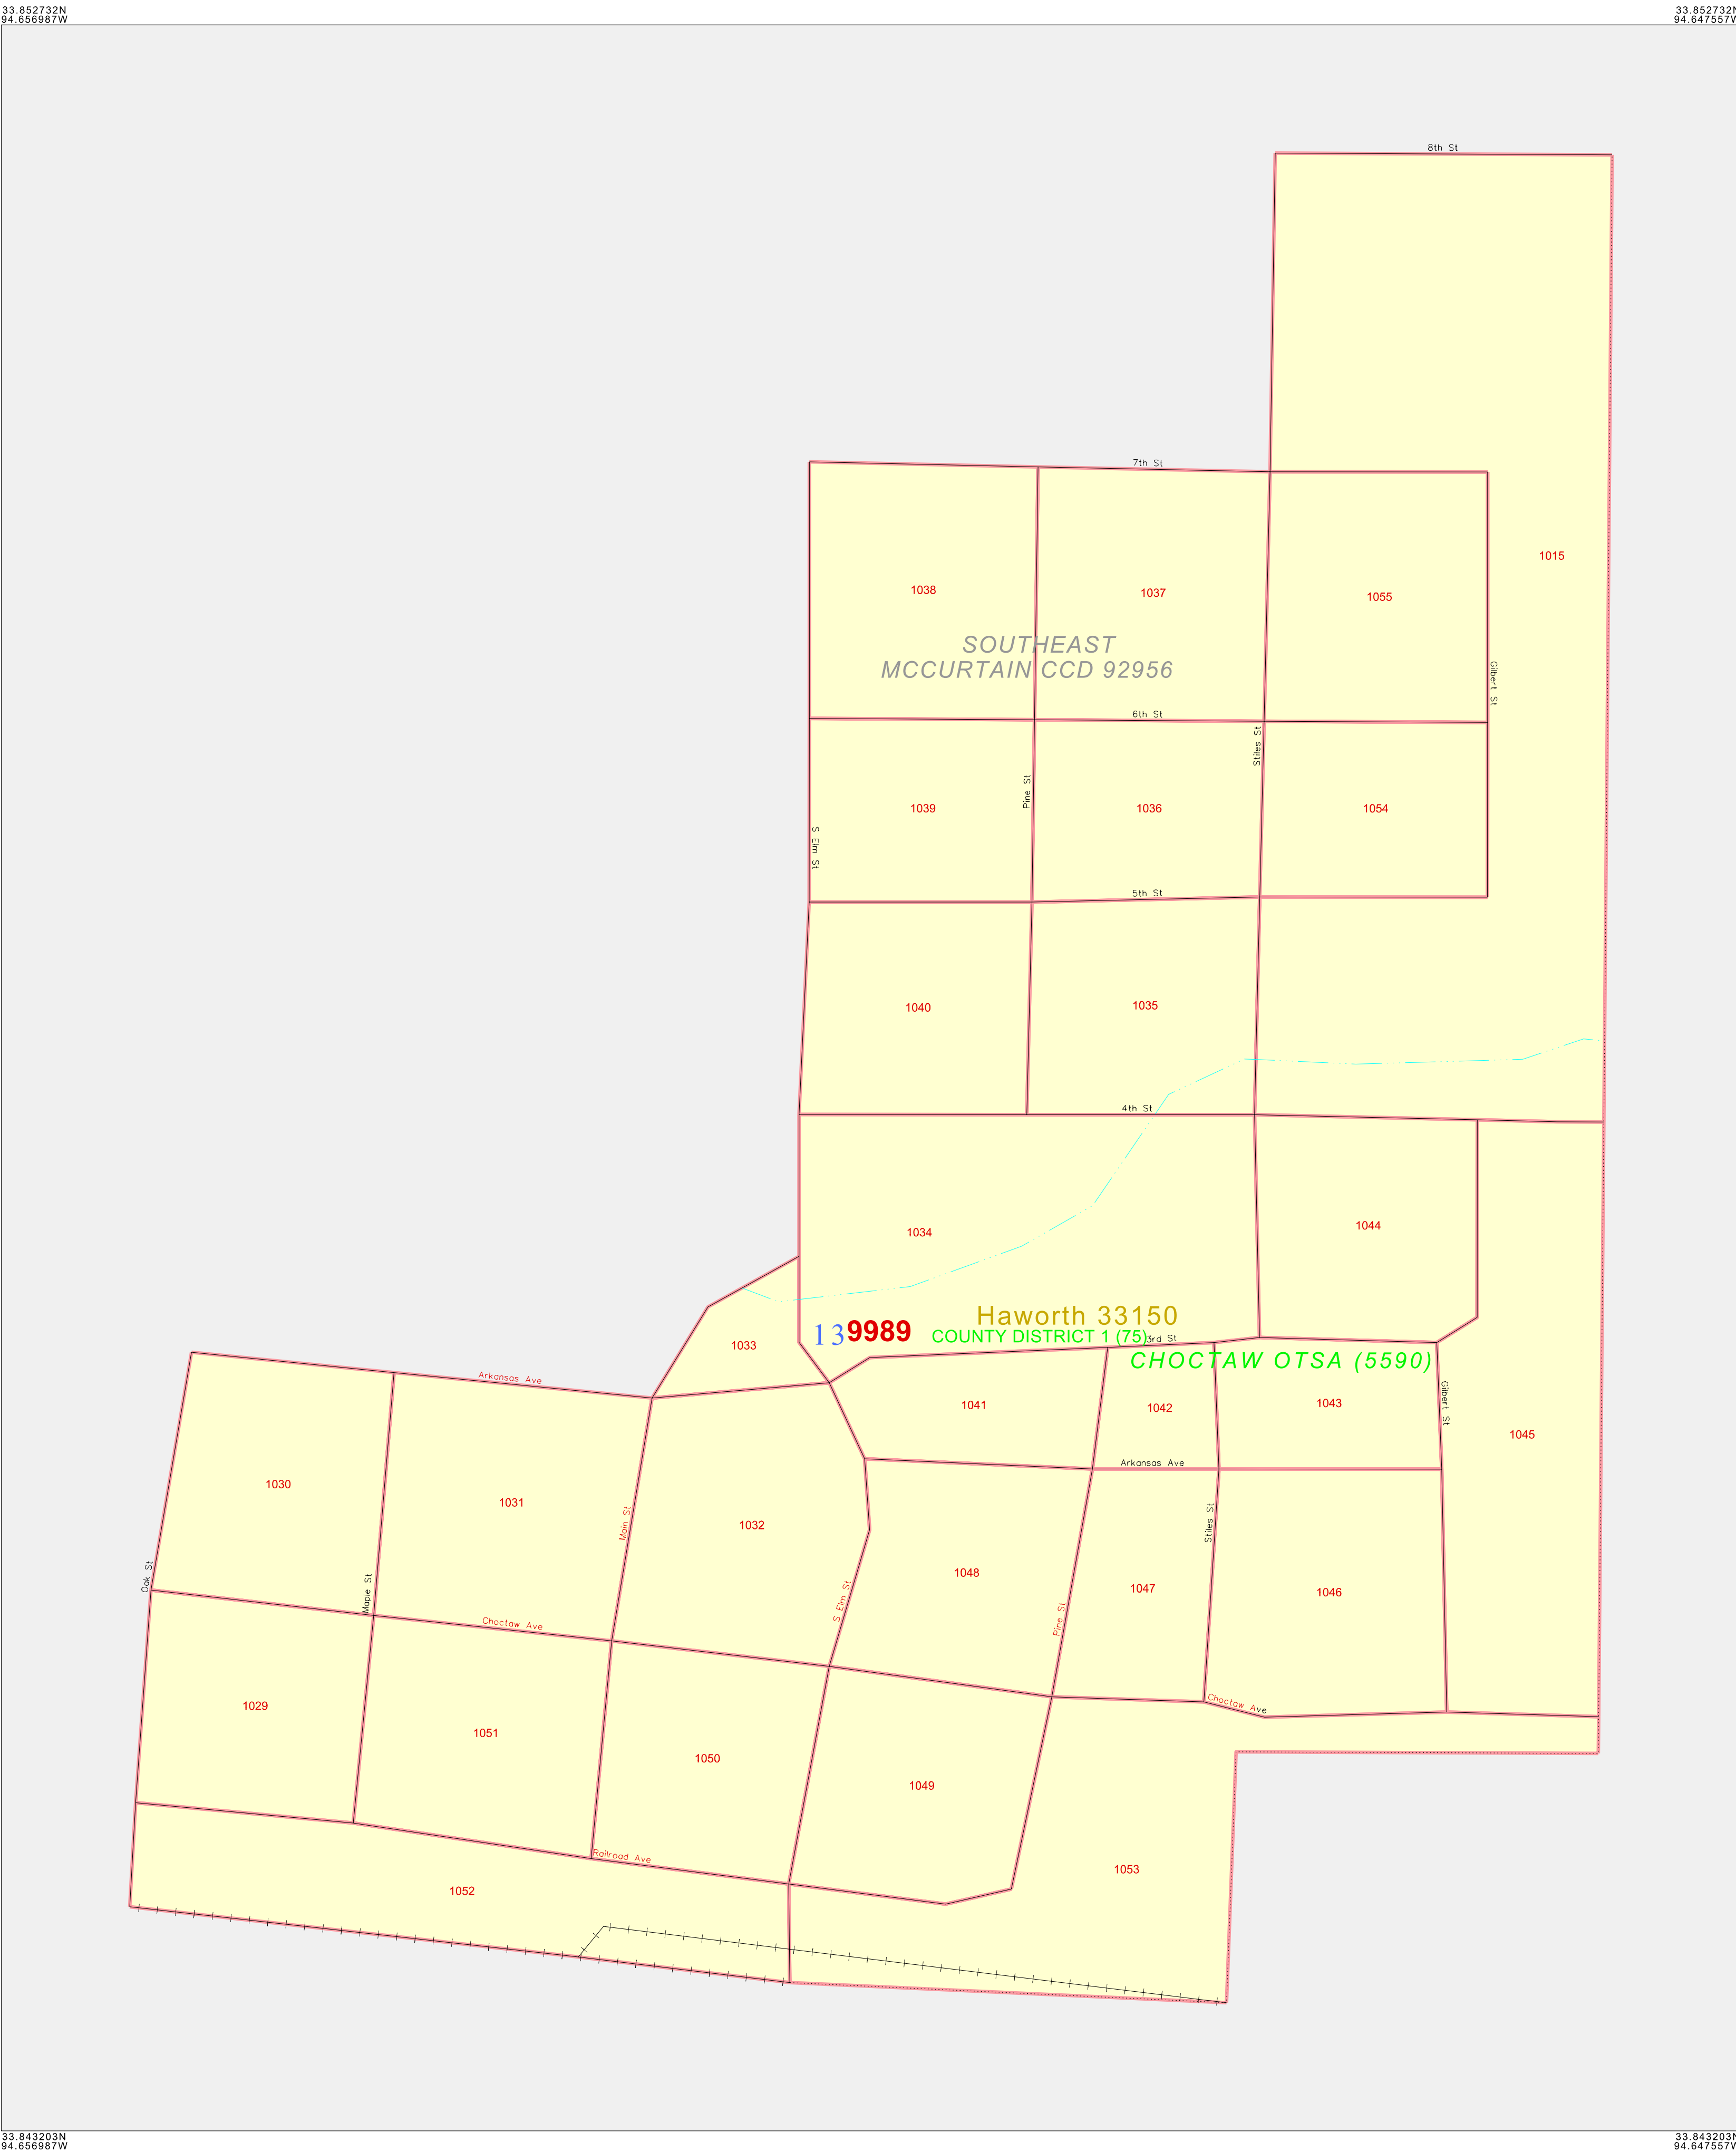 33.852732N
94.656987W
33.852732N
94.647557W
8th St
7th St
1015
1038
1037
1055
SOUTHEAST
MCCURTAIN CCD 92956
Gilbert St
6th St
Stiles St
Pine St
1039
1036
1054
S Elm St
5th St
1040
1035
4th St
1034
1044
Haworth 33150
13
9989
COUNTY DISTRICT 1 (75)
3rd St
1033
CHOCTAW OTSA (5590)
Arkansas Ave
1041
1042
1043
Gilbert St
1045
Arkansas Ave
1030
1031
Main St
1032
Stiles St
1048
1047
1046
Oak St
Maple St
S Elm St
Pine St
Choctaw Ave
1029
1051
1050
1049
Choctaw Ave
Railroad Ave
1053
1052
33.843203N
94.656987W
33.843203N
94.647557W